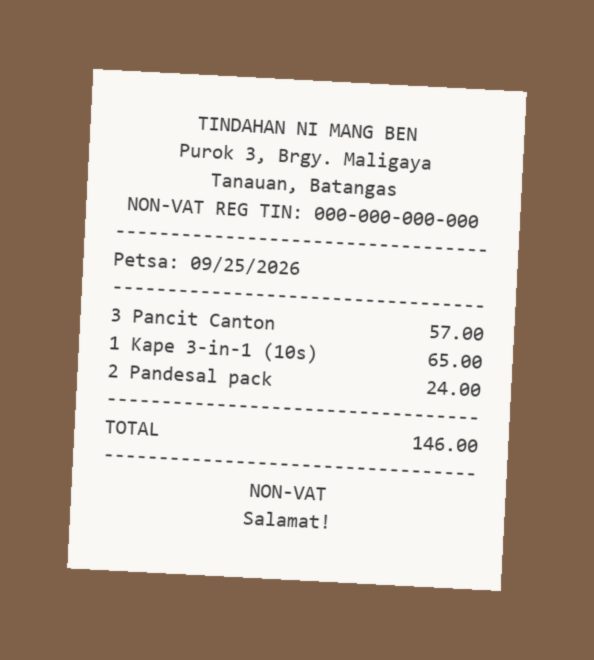 TINDAHAN NI MANG BEN
Purok 3, Brgy. Maligaya
Tanauan, Batangas
NON-VAT REG TIN: 000-000-000-000
----------------------------------
Petsa: 09/25/2026
----------------------------------
3 Pancit Canton 57.00
1 Kape 3-in-1 (10s) 65.00
2 Pandesal pack 24.00
----------------------------------
TOTAL 146.00
----------------------------------
NON-VAT
Salamat!